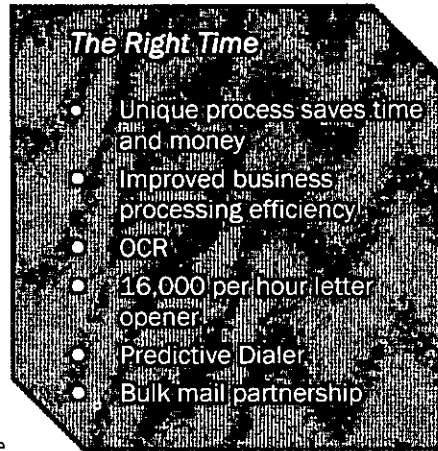 The Right Time
• Unique process saves time
and money
• Improved business
processing efficiency
• OCR
• 16,000 per hour letter
opener
• Predictive Dialer
• Bulk mail partnership
e